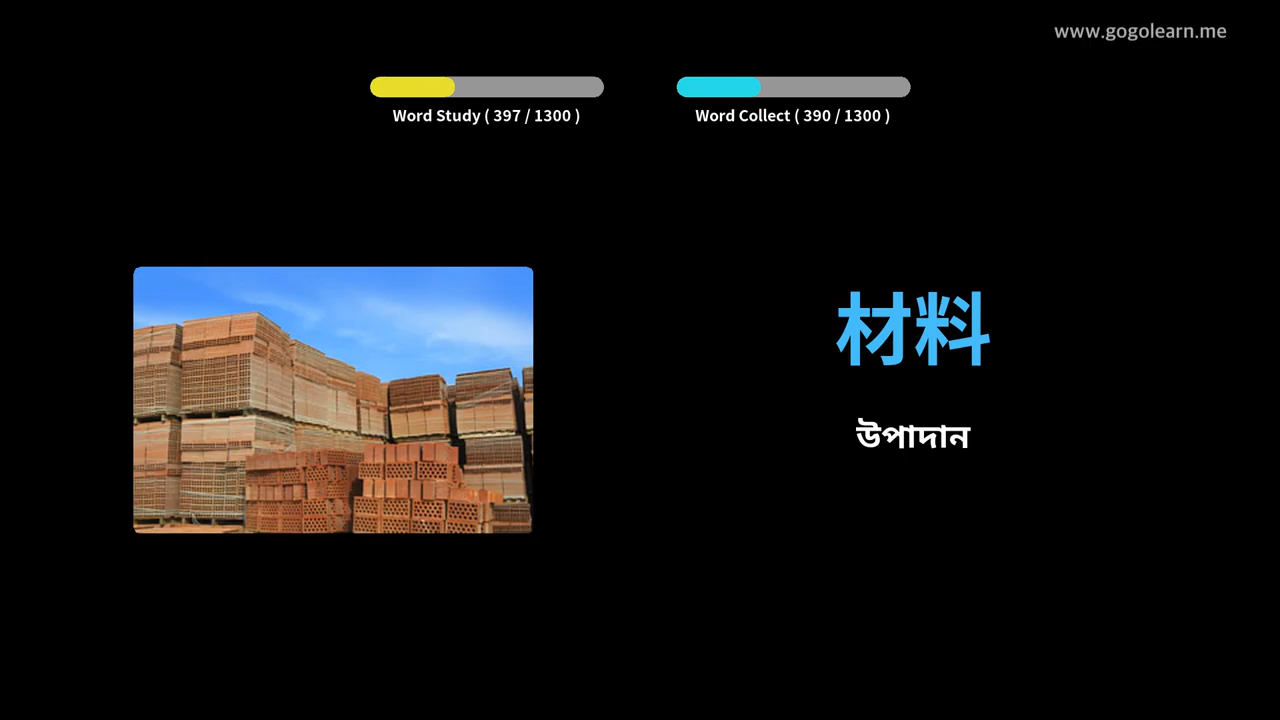 www.gogolearn.me
Word Study ( 397 / 1300 )
Word Collect ( 390 / 1300 )
材料
উপাদান